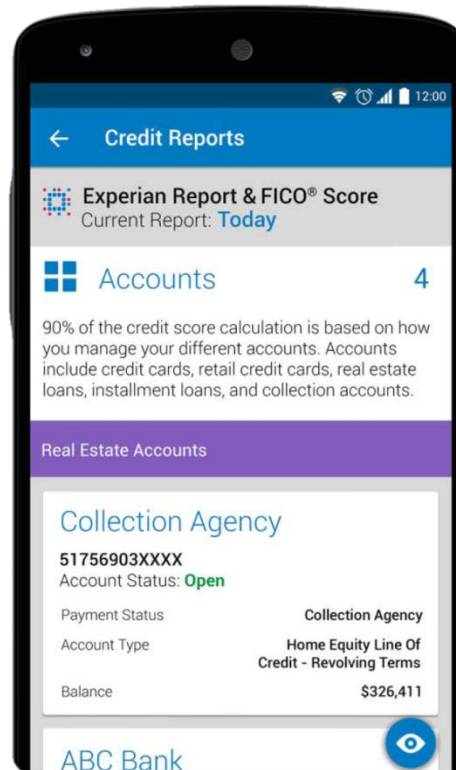 12:00
Credit Reports
Experian Report & FICO® Score
Current Report: Today
Accounts 4
90% of the credit score calculation is based on how
you manage your different accounts. Accounts
include credit cards, retail credit cards, real estate
loans, installment loans, and collection accounts.
Real Estate Accounts
Collection Agency
51756903XXXX
Account Status: Open
Payment Status Collection Agency
Account Type Home Equity Line Of
Credit - Revolving Terms
Balance $326,411
ABC Bank